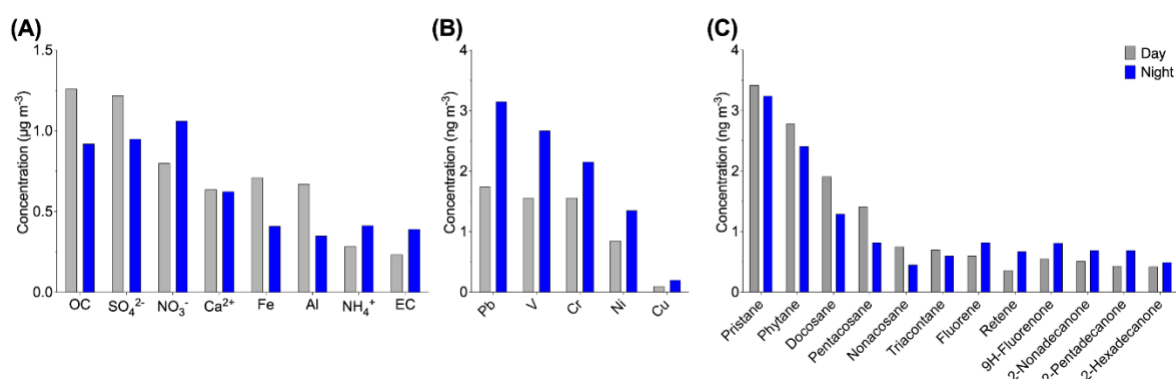 (A)
Concentration (µg m⁻³)
1.5
1.0
0.5
0.0
OC SO₄²⁻ NO₃⁻ Ca²⁺ Fe Al NH₄⁺ EC
(B)
Concentration (ng m⁻³)
4
3
2
1
0
Pb V Cr Ni Cu
(C)
Concentration (ng m⁻³)
4
3
2
1
0
Pristane
Phytane
Docosane
Pentacosane
Nonacosane
Triacontane
Fluorene
Retene
9H-Fluorenone
2-Nonadecanone
2-Pentadecanone
2-Hexadecanone
Day
Night